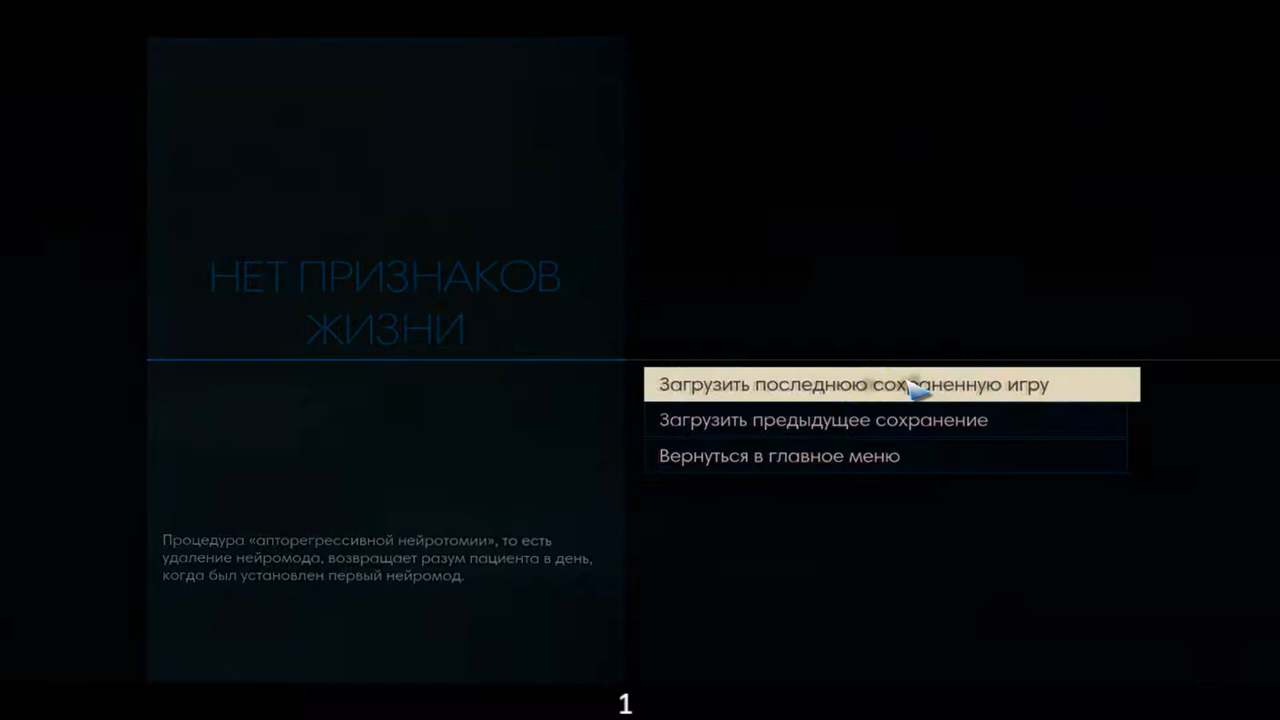 НЕТ ПРИЗНАКОВ
ЖИЗНИ
Загрузить последнюю сохраненную игру
Загрузить предыдущее сохранение
Вернуться в главное меню
Процедура «апторегрессивной нейротомии», то есть
удаление нейромода, возвращает разум пациента в день,
когда был установлен первый нейромод.
1